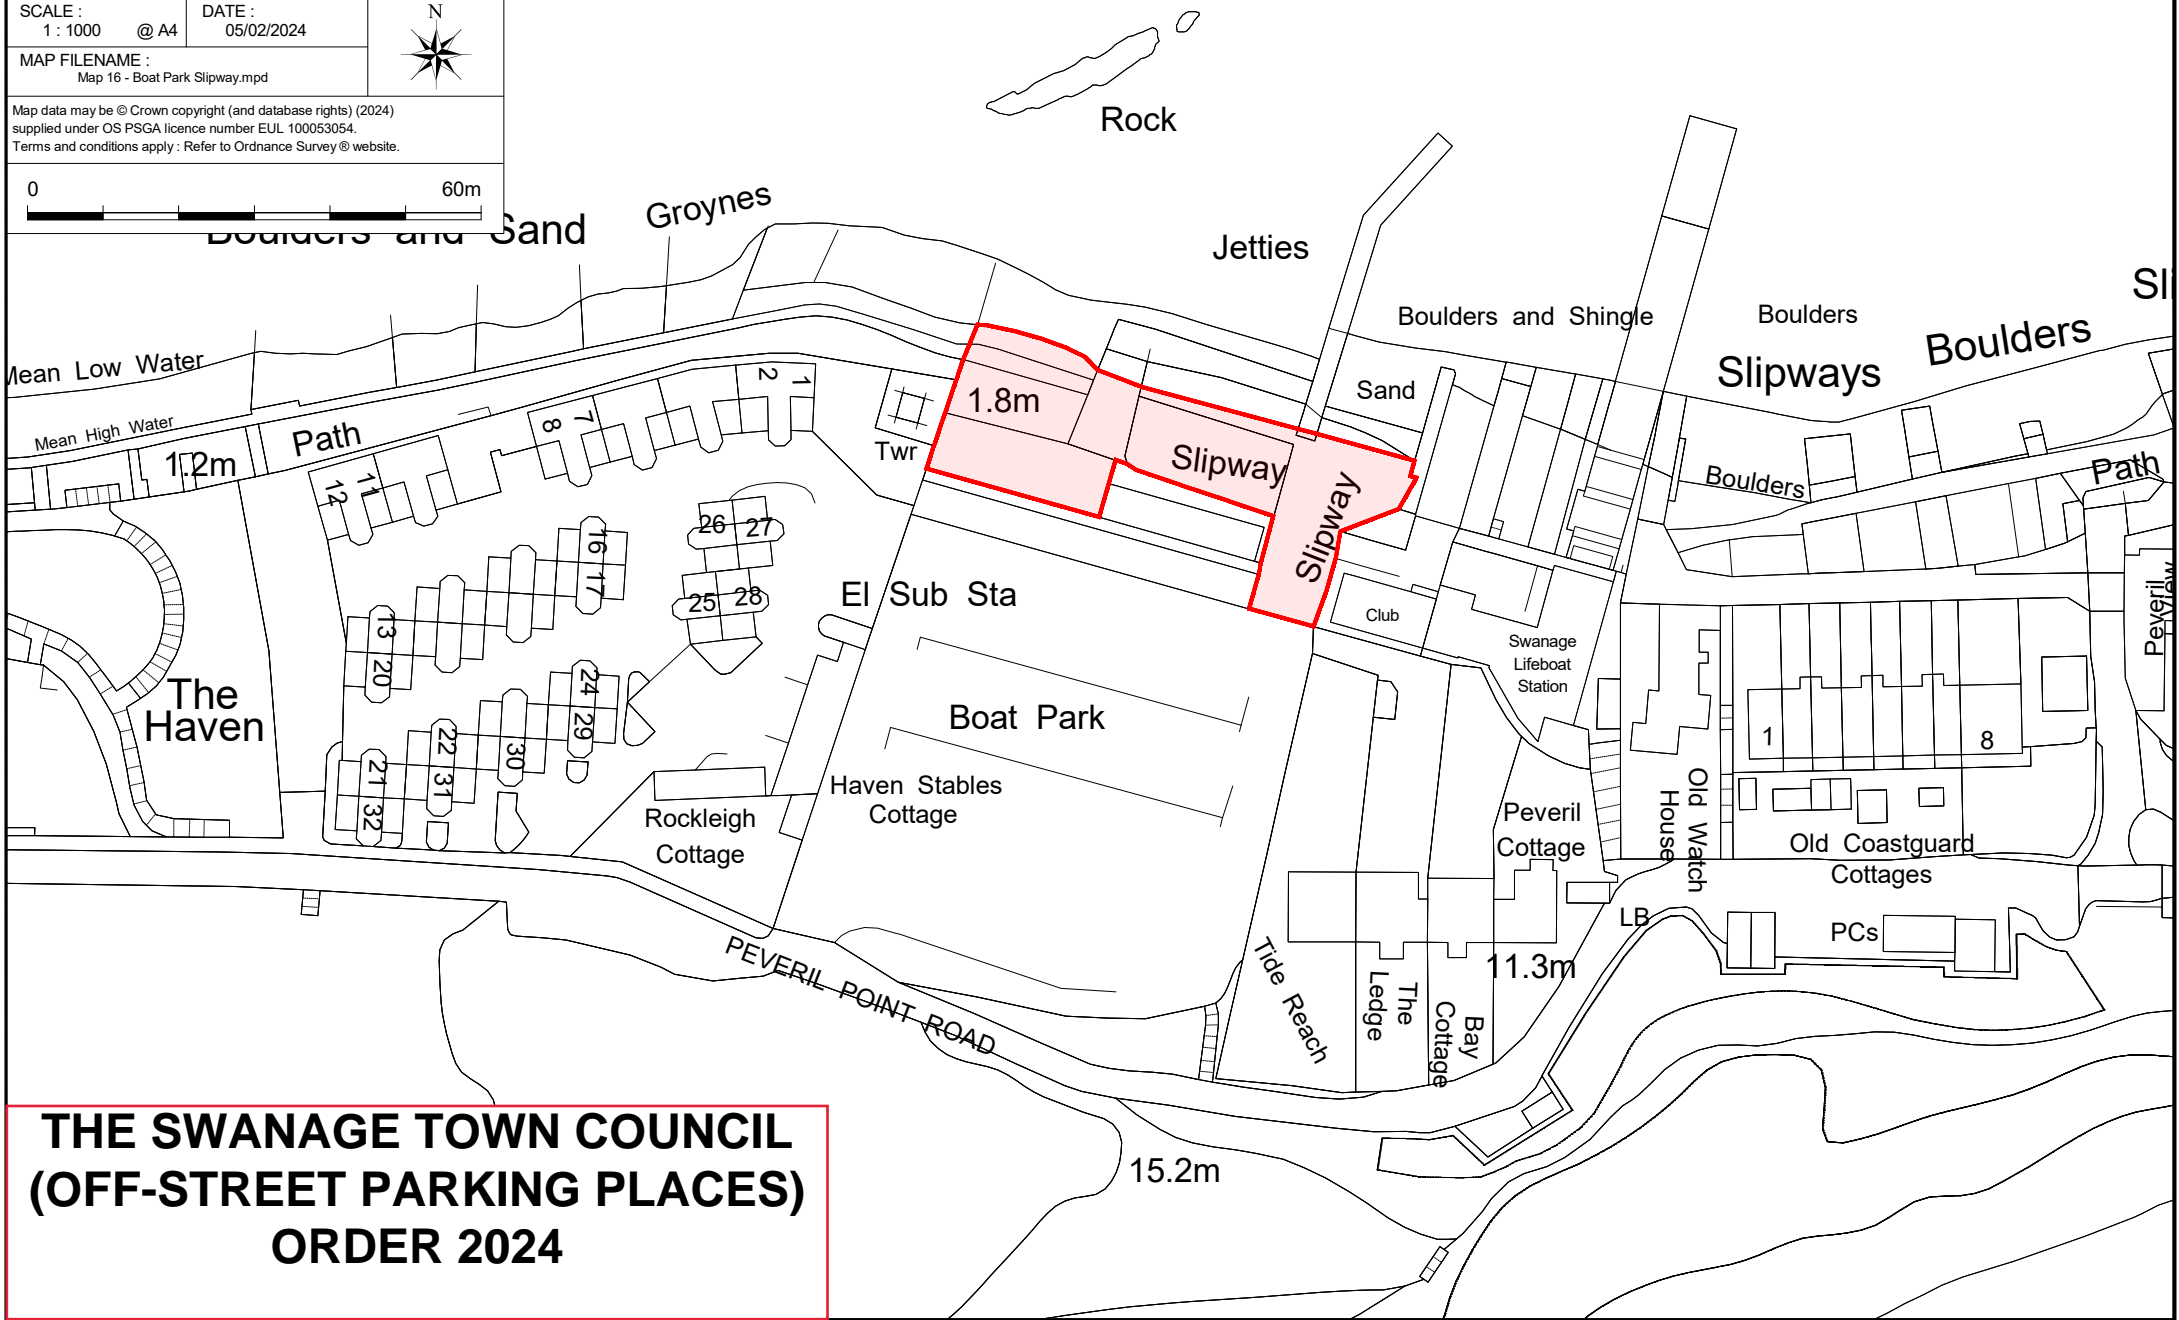 SCALE :
1 : 1000 @ A4
DATE :
05/02/2024
N
MAP FILENAME :
Map 16 - Boat Park Slipway.mpd
Map data may be © Crown copyright (and database rights) (2024)
supplied under OS PSGA licence number EUL 100053054.
Terms and conditions apply : Refer to Ordnance Survey ® website.
0 60m
Boulders and Sand
Groynes
Rock
Jetties
Boulders and Shingle
Boulders
Slipways
Boulders
Mean Low Water
Mean High Water
1.2m
Path
Twr
1.8m
Slipway
Slipway
Sand
Boulders
Path
1
2
7
8
11
12
26
27
25
28
16
17
13
20
24
29
22
31
30
21
32
The
Haven
El Sub Sta
Boat Park
Haven Stables
Cottage
Rockleigh
Cottage
Club
Swanage
Lifeboat
Station
Peveril
View
1
8
Old Watch
House
Peveril
Cottage
Old Coastguard
Cottages
LB
PCs
11.3m
Tide Reach
The
Ledge
Bay
Cottage
PEVERIL POINT ROAD
15.2m
THE SWANAGE TOWN COUNCIL
(OFF-STREET PARKING PLACES)
ORDER 2024